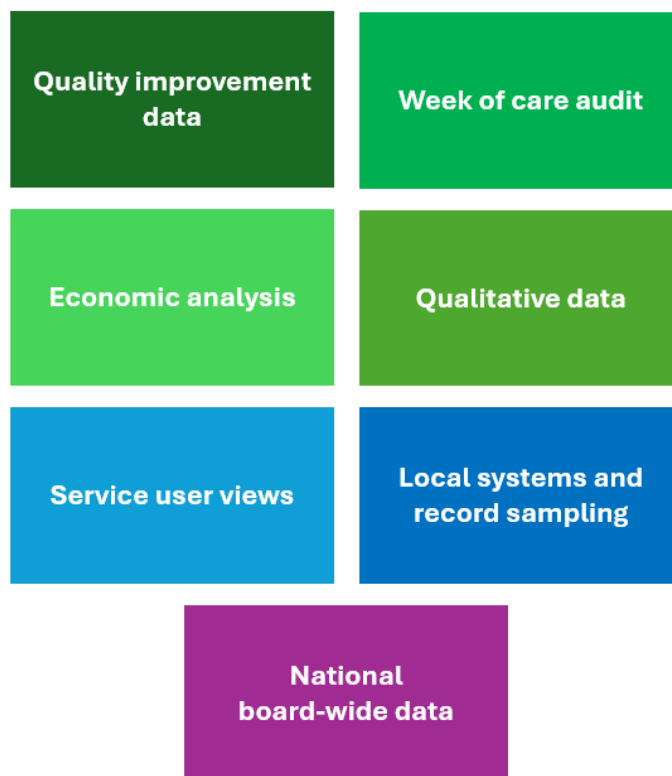 Quality improvement
data
Week of care audit
Economic analysis
Qualitative data
Service user views
Local systems and
record sampling
National
board-wide data